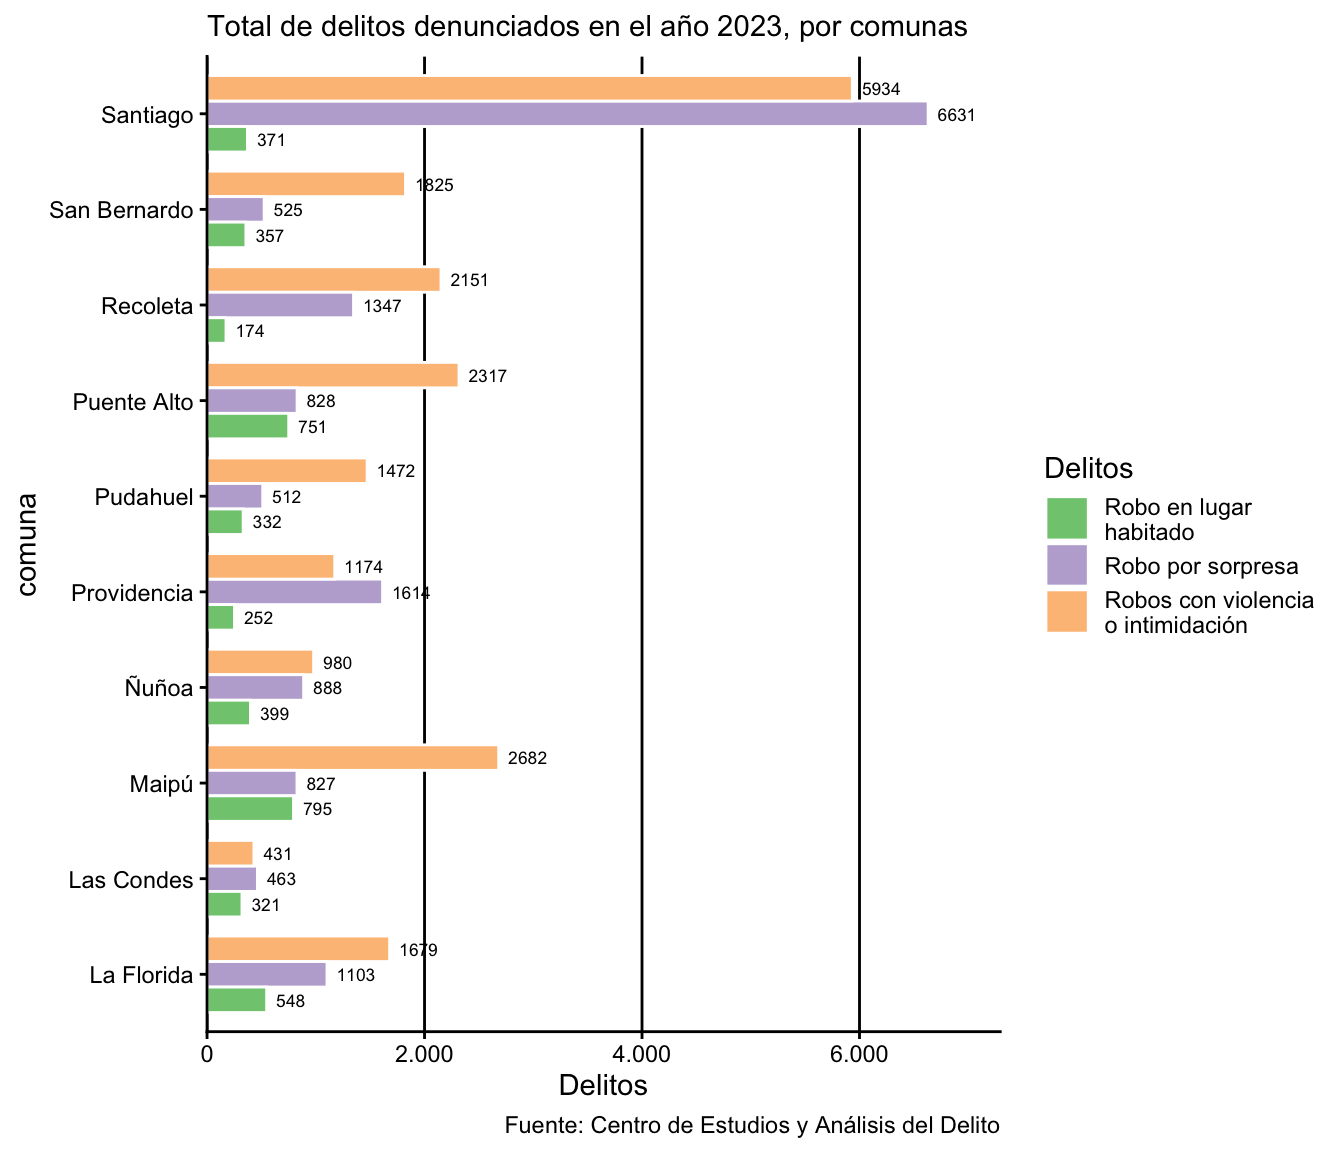 Total de delitos denunciados en el año 2023, por comunas
comuna
Santiago
5934
6631
371
San Bernardo
1825
525
357
Recoleta
2151
1347
174
Puente Alto
2317
828
751
Pudahuel
1472
512
332
Providencia
1174
1614
252
Ñuñoa
980
888
399
Maipú
2682
827
795
Las Condes
431
463
321
La Florida
1679
1103
548
0 2.000 4.000 6.000
Delitos
Delitos
Robo en lugar
habitado
Robo por sorpresa
Robos con violencia
o intimidación
Fuente: Centro de Estudios y Análisis del Delito